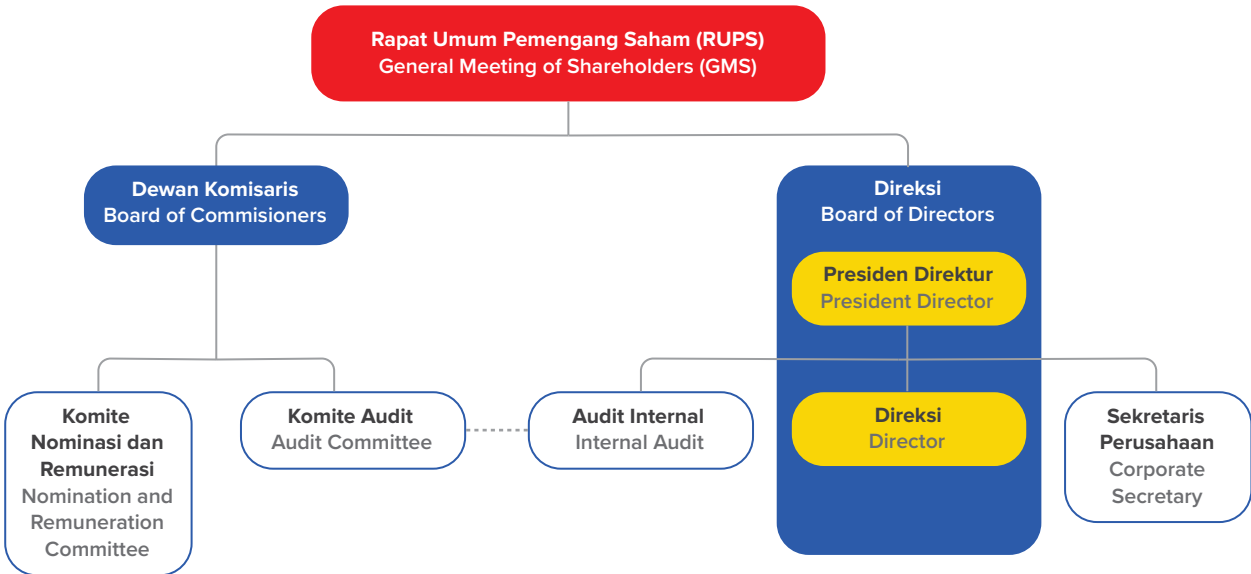 Rapat Umum Pemengang Saham (RUPS)
General Meeting of Shareholders (GMS)
Dewan Komisaris
Board of Commisioners
Direksi
Board of Directors
Presiden Direktur
President Director
Komite
Nominasi dan
Remunerasi
Nomination and
Remuneration
Committee
Komite Audit
Audit Committee
Audit Internal
Internal Audit
Direksi
Director
Sekretaris
Perusahaan
Corporate
Secretary